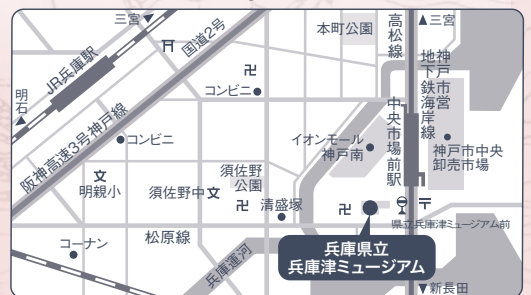 三宮
国道2号
本町公園
高松線
三宮
JR兵庫駅
コンビニ
神戸市営
地下鉄海岸線
明石
阪神高速3号神戸線
コンビニ
イオンモール
神戸南
中央市場前駅
神戸市中央
卸売市場
文
明親小
須佐野中文
須佐野
公園
清盛塚
県立兵庫津ミュージアム前
松原線
コーナン
兵庫運河
兵庫県立
兵庫津ミュージアム
新長田